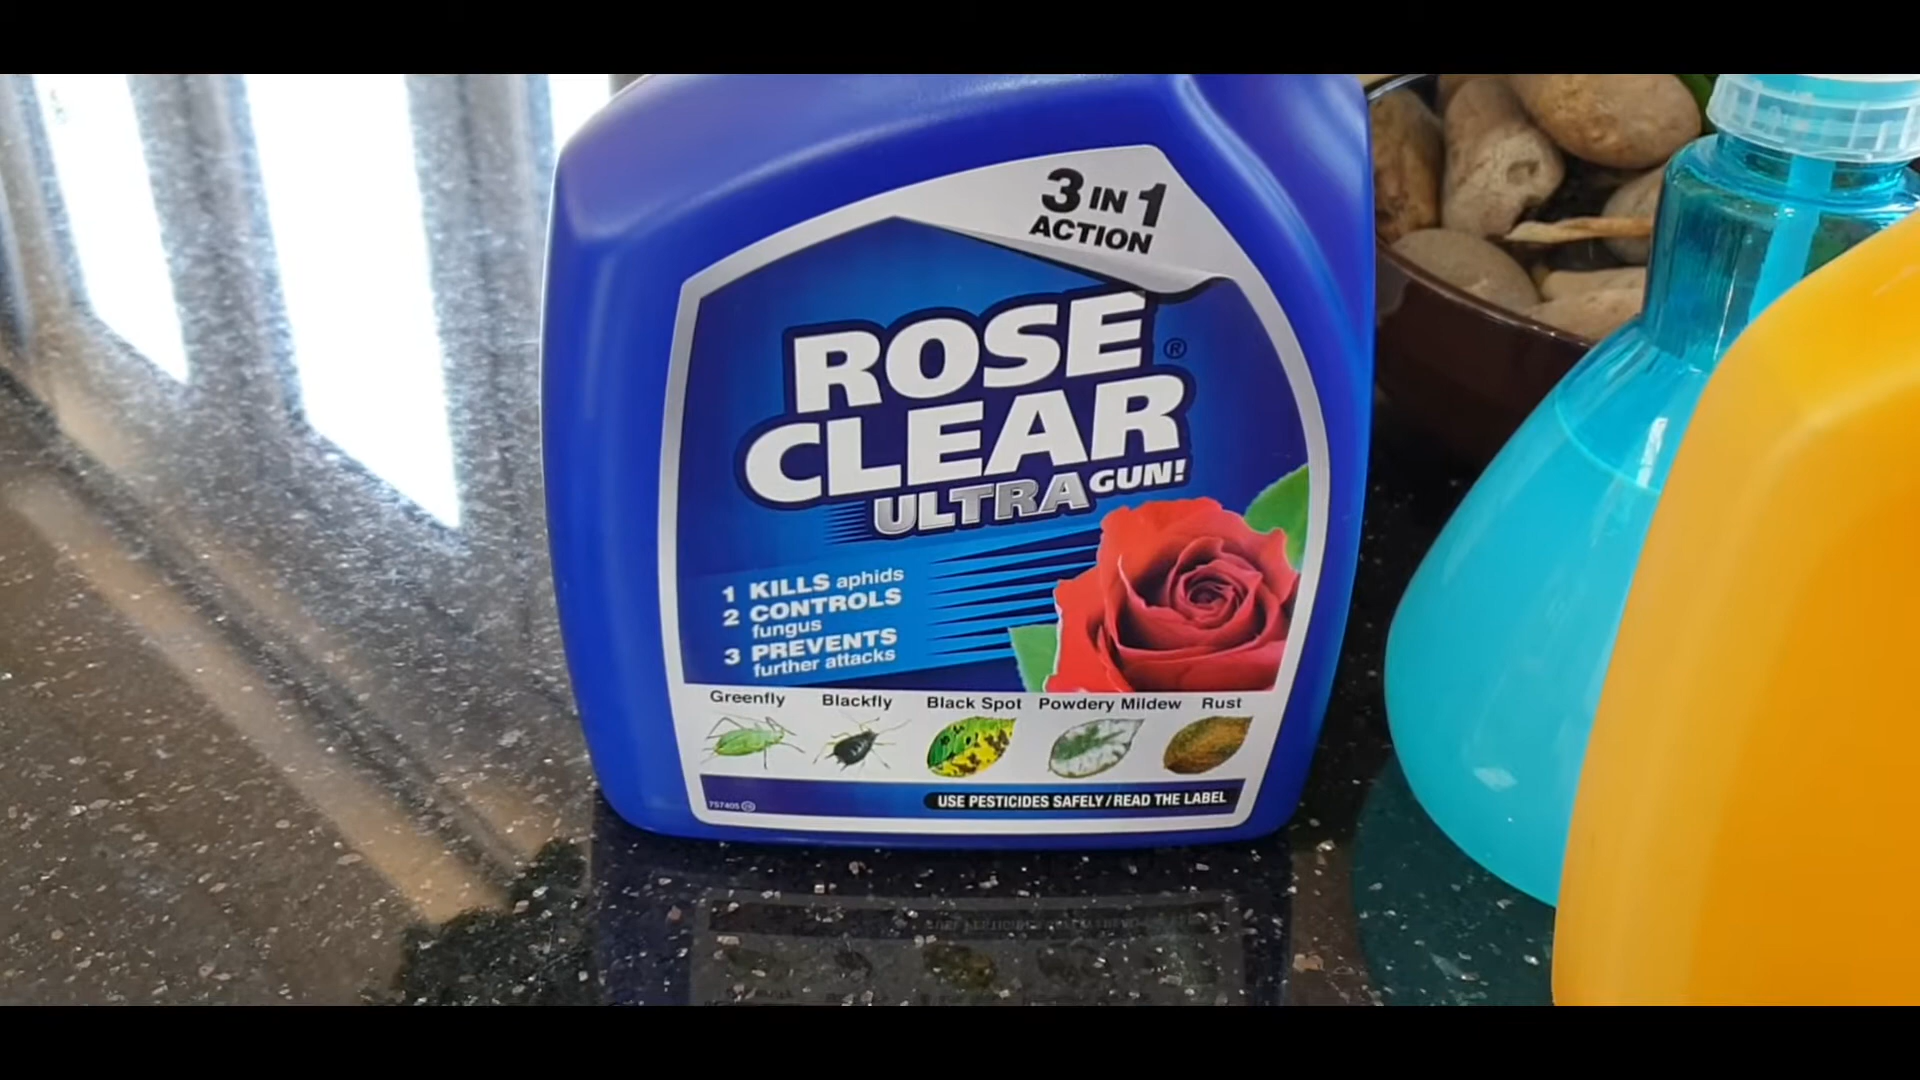 3 IN 1
ACTION
ROSE
CLEAR®
ULTRA GUN!
1 KILLS aphids
2 CONTROLS
fungus
3 PREVENTS
further attacks
Greenfly Blackfly Black Spot Powdery Mildew Rust
757405
USE PESTICIDES SAFELY/READ THE LABEL